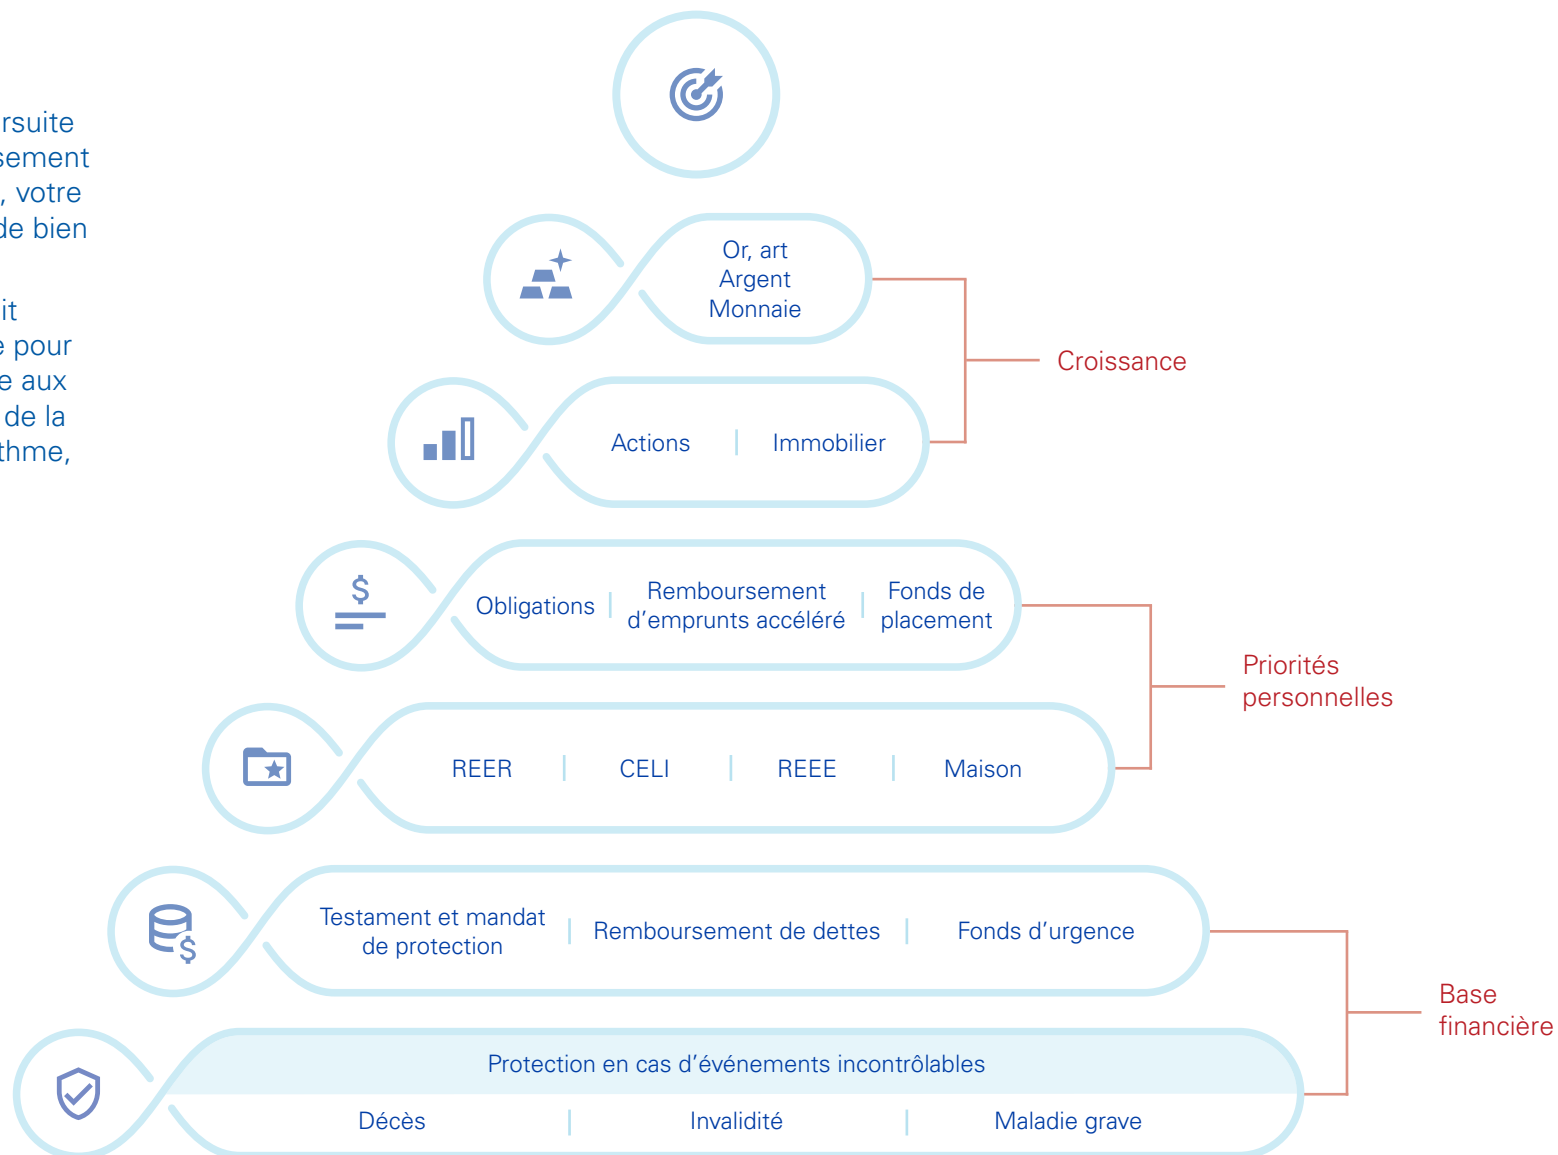 rsuite
sement
, votre
de bien
it
e pour
e aux
de la
thme,
Or, art
Argent
Monnaie
Croissance
Actions
Immobilier
Obligations
Remboursement
d’emprunts accéléré
Fonds de
placement
Priorités
personnelles
REER
CELI
REEE
Maison
Testament et mandat
de protection
Remboursement de dettes
Fonds d’urgence
Base
financière
Protection en cas d’événements incontrôlables
Décès
Invalidité
Maladie grave